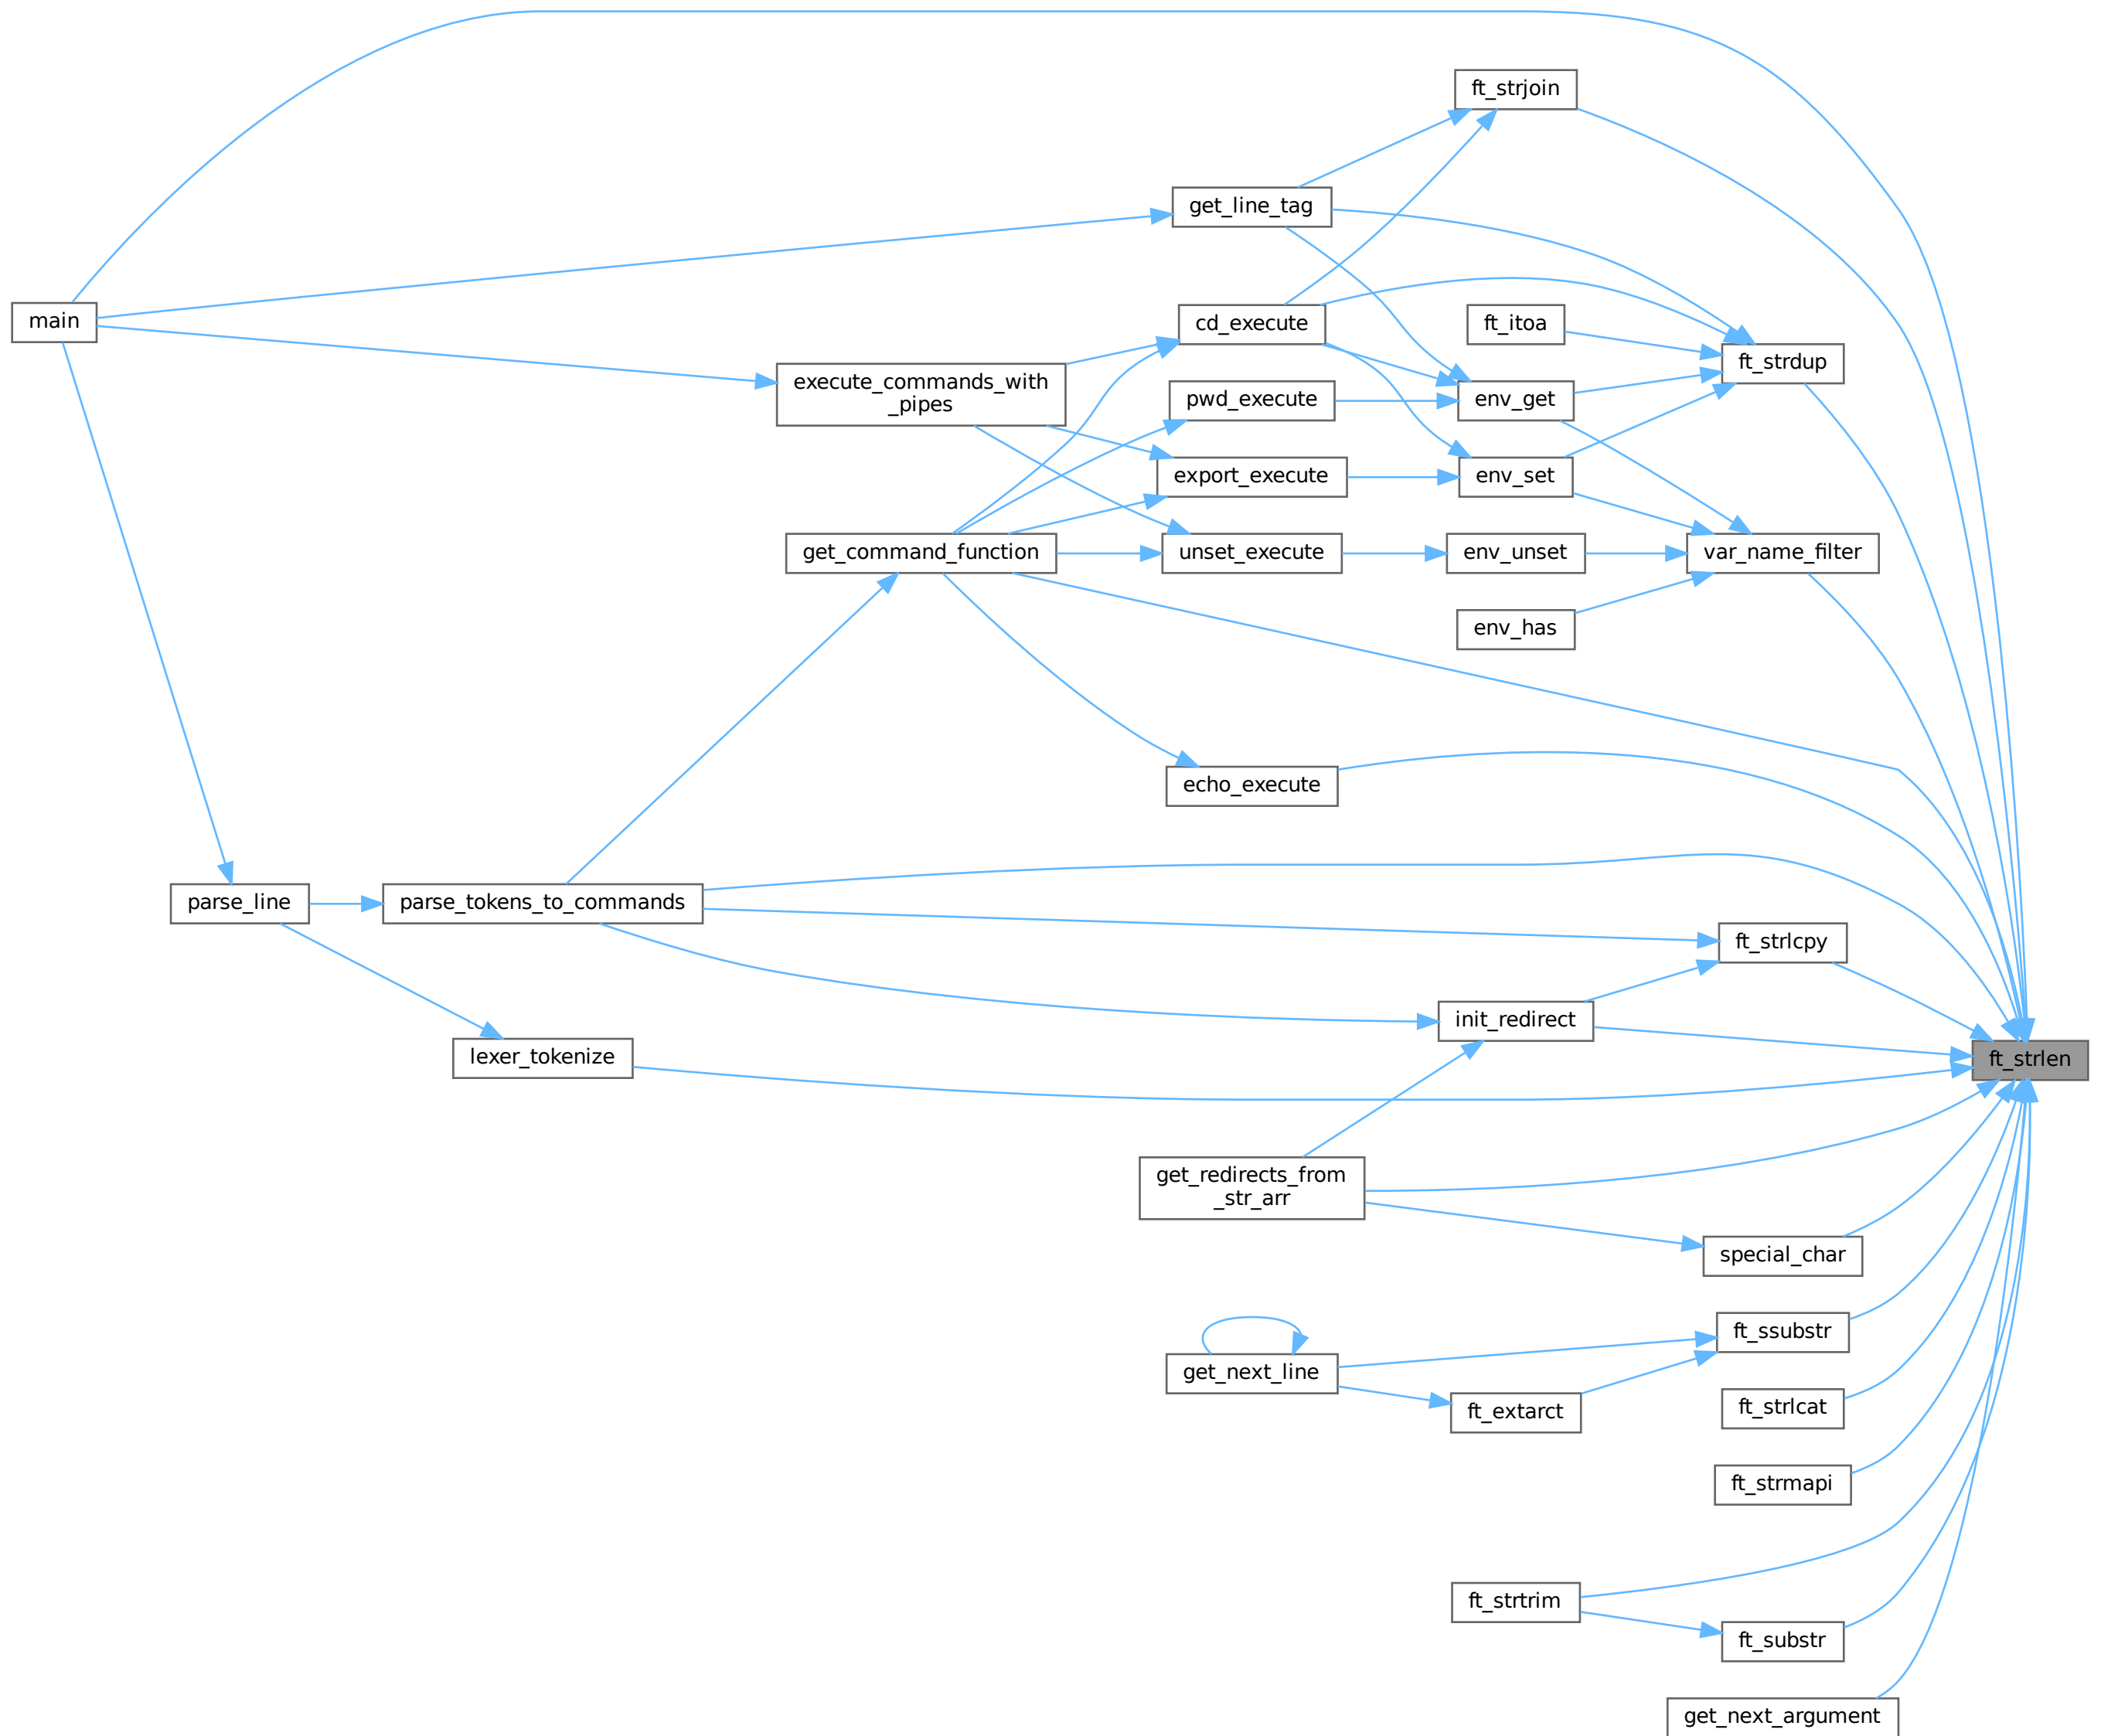 ft_strjoin
get_line_tag
main
cd_execute
ft_itoa
ft_strdup
execute_commands_with
_pipes
pwd_execute
env_get
export_execute
env_set
get_command_function
unset_execute
env_unset
var_name_filter
env_has
echo_execute
parse_line
parse_tokens_to_commands
ft_strlcpy
init_redirect
lexer_tokenize
ft_strlen
get_redirects_from
_str_arr
special_char
ft_ssubstr
get_next_line
ft_extarct
ft_strlcat
ft_strmapi
ft_strtrim
ft_substr
get_next_argument